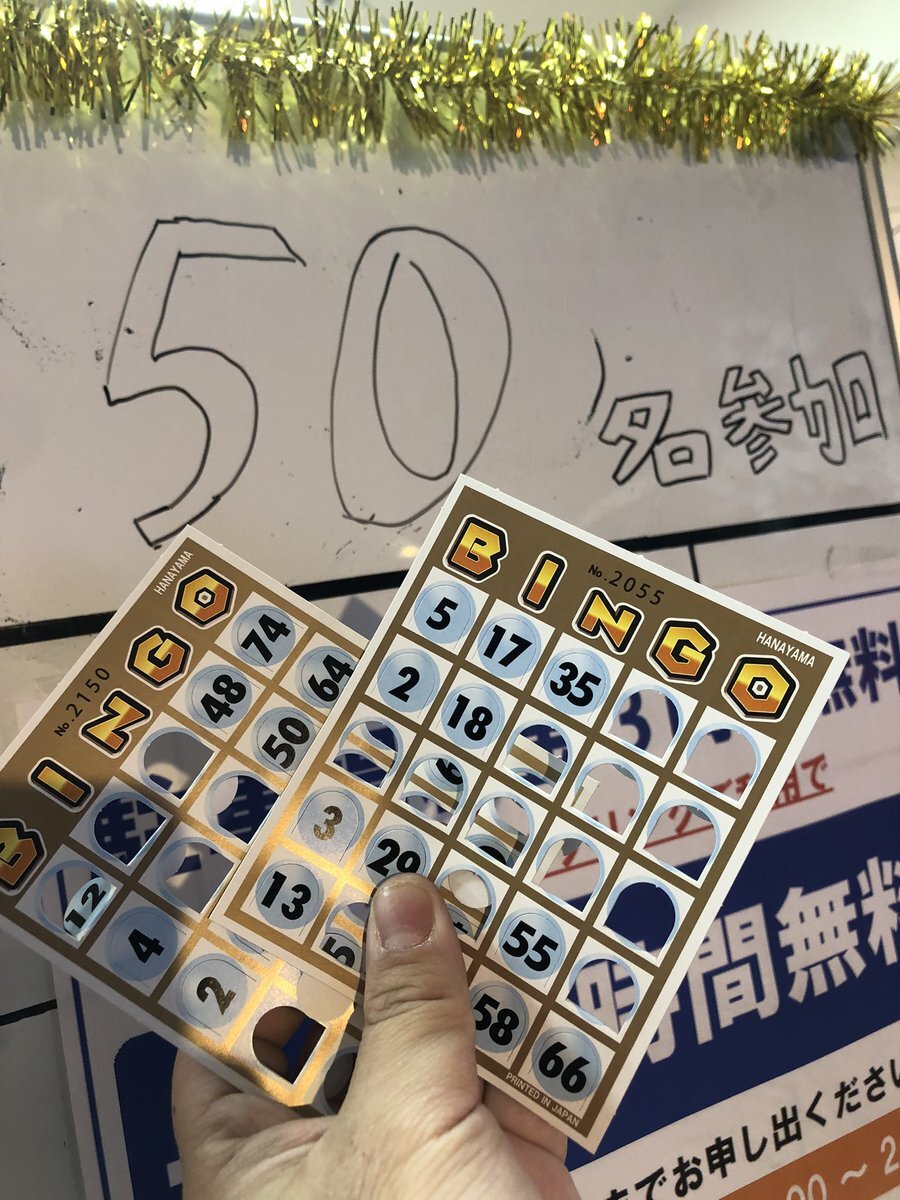 50名参加
BINGO
No.2055
HANAYAMA
5 17 35
2 18
3 29 55
13 58 66
PRINTED IN JAPAN
BINGO
No.2150
HANAYAMA
74 64
48 50
12 4 2
無料
時間無料
までお申し出ください